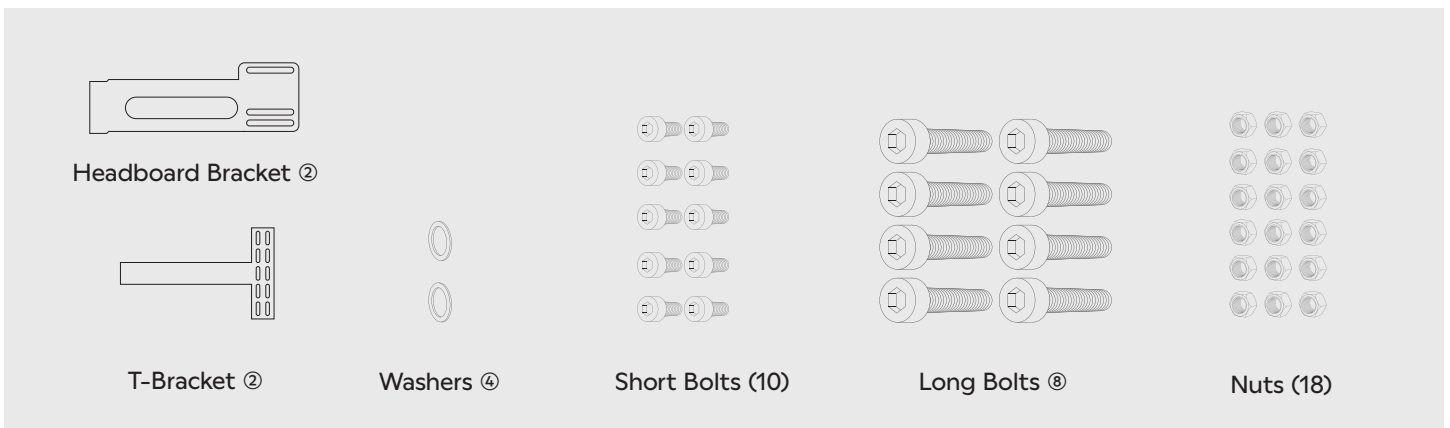 Headboard Bracket ②
T-Bracket ②
Washers ④
Short Bolts (10)
Long Bolts ⑧
Nuts (18)